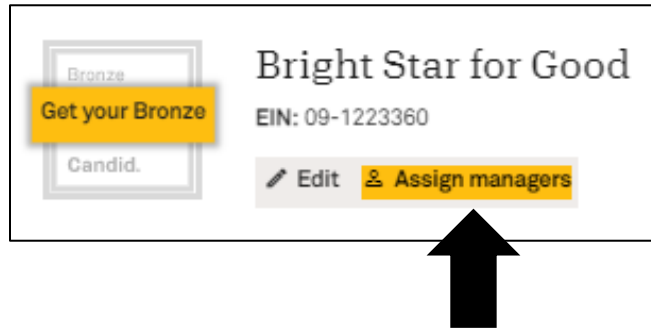 Bronze
Get your Bronze
Candid.
Bright Star for Good
EIN: 09-1223360
Edit Assign managers